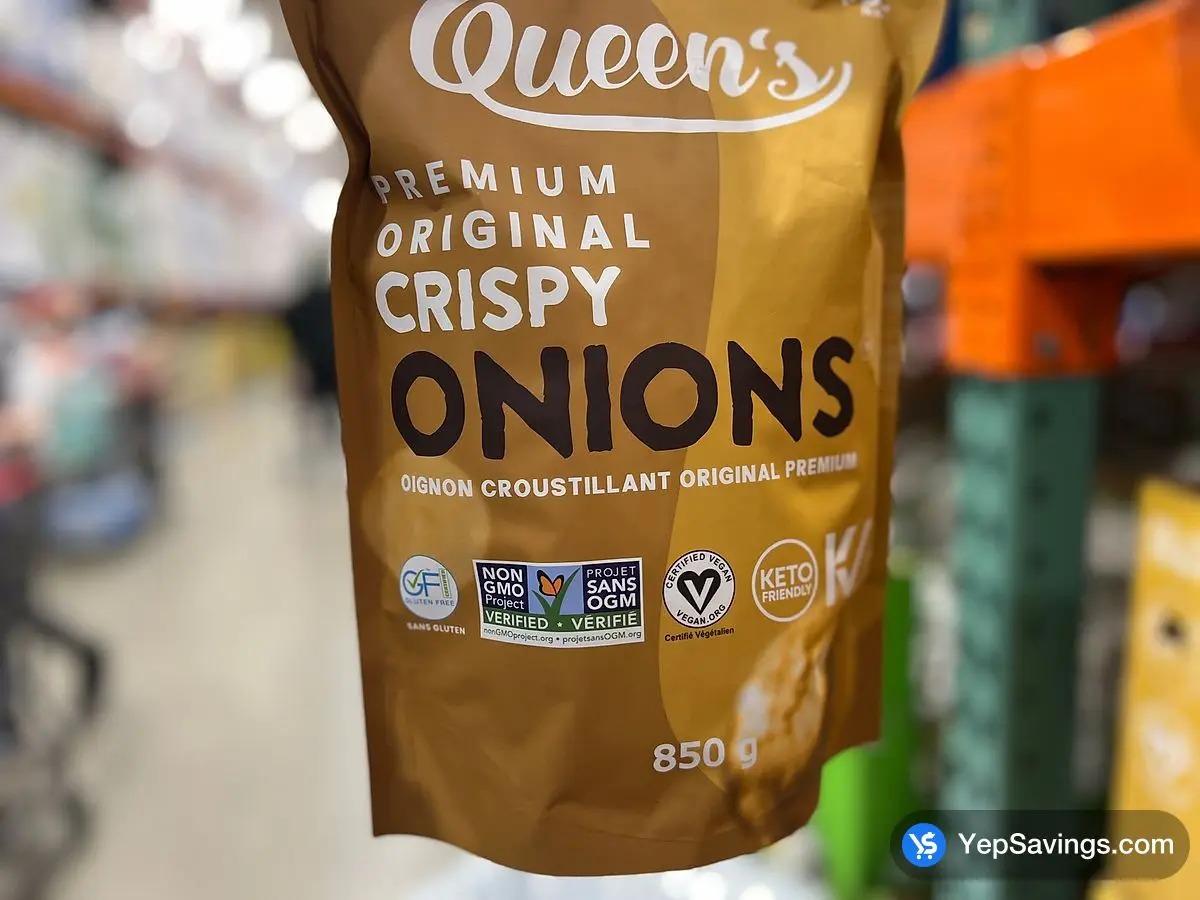 Queen's
PREMIUM
ORIGINAL
CRISPY
ONIONS
OIGNON CROUSTILLANT ORIGINAL PREMIUM
GF
CERTIFIED
GLUTEN FREE
SANS GLUTEN
NON
GMO
Project
PROJET
SANS
OGM
VERIFIED • VÉRIFIÉ
nonGMOproject.org • projetsansOGM.org
CERTIFIED VEGAN
V
VEGAN.ORG
Certifié Végétalien
KETO
FRIENDLY
850 g
YepSavings.com